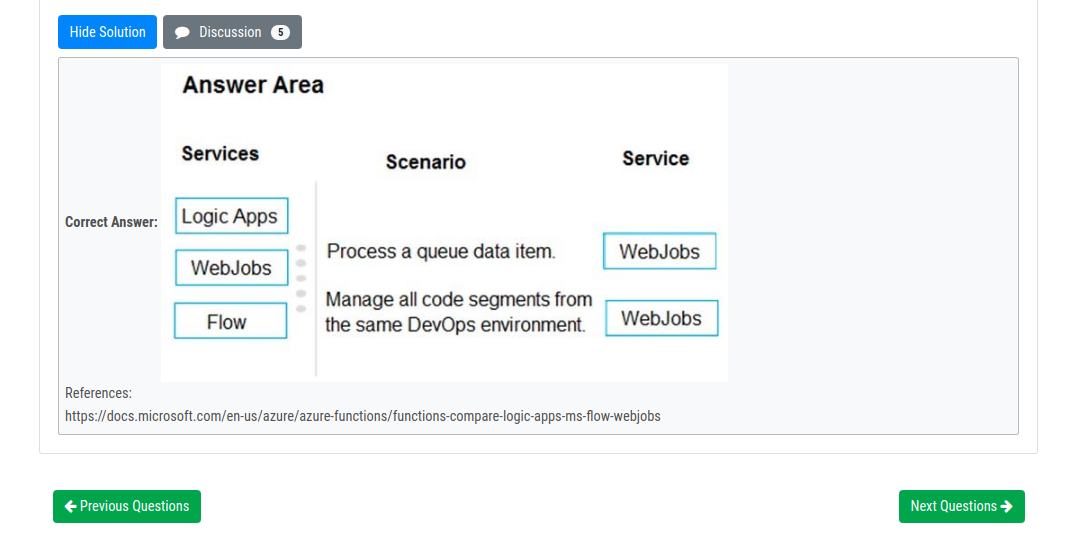 Hide Solution
Discussion 5
Answer Area
Services
Scenario
Service
Correct Answer:
Logic Apps
WebJobs
Flow
Process a queue data item.
WebJobs
Manage all code segments from
the same DevOps environment.
WebJobs
References:
https://docs.microsoft.com/en-us/azure/azure-functions/functions-compare-logic-apps-ms-flow-webjobs
Previous Questions
Next Questions